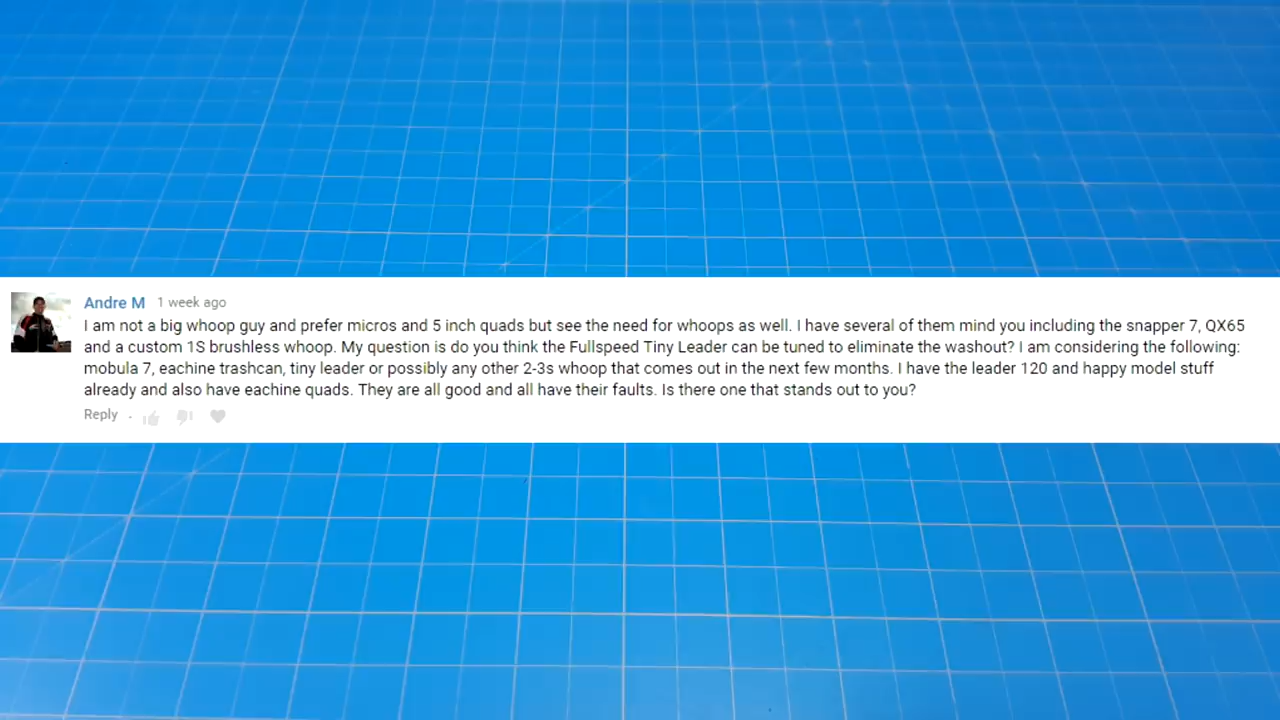 Andre M 1 week ago
I am not a big whoop guy and prefer micros and 5 inch quads but see the need for whoops as well. I have several of them mind you including the snapper 7, QX65
and a custom 1S brushless whoop. My question is do you think the Fullspeed Tiny Leader can be tuned to eliminate the washout? I am considering the following:
mobula 7, eachine trashcan, tiny leader or possibly any other 2-3s whoop that comes out in the next few months. I have the leader 120 and happy model stuff
already and also have eachine quads. They are all good and all have their faults. Is there one that stands out to you?
Reply